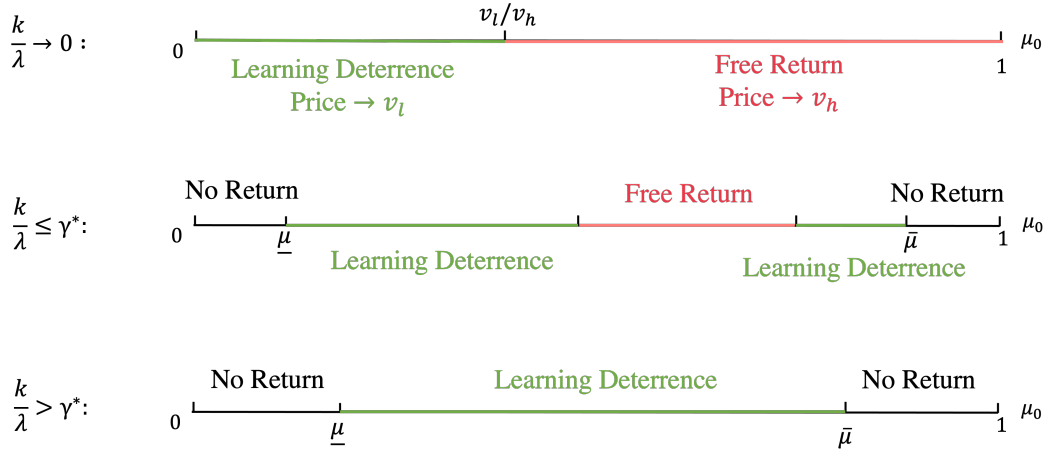 k/λ → 0 :
v_l/v_h
0
1
μ_0
Learning Deterrence
Price → v_l
Free Return
Price → v_h
k/λ ≤ γ*:
No Return
Free Return
No Return
0
μ̲
μ̄
1
μ_0
Learning Deterrence
Learning Deterrence
k/λ > γ*:
No Return
Learning Deterrence
No Return
0
μ̲
μ̄
1
μ_0